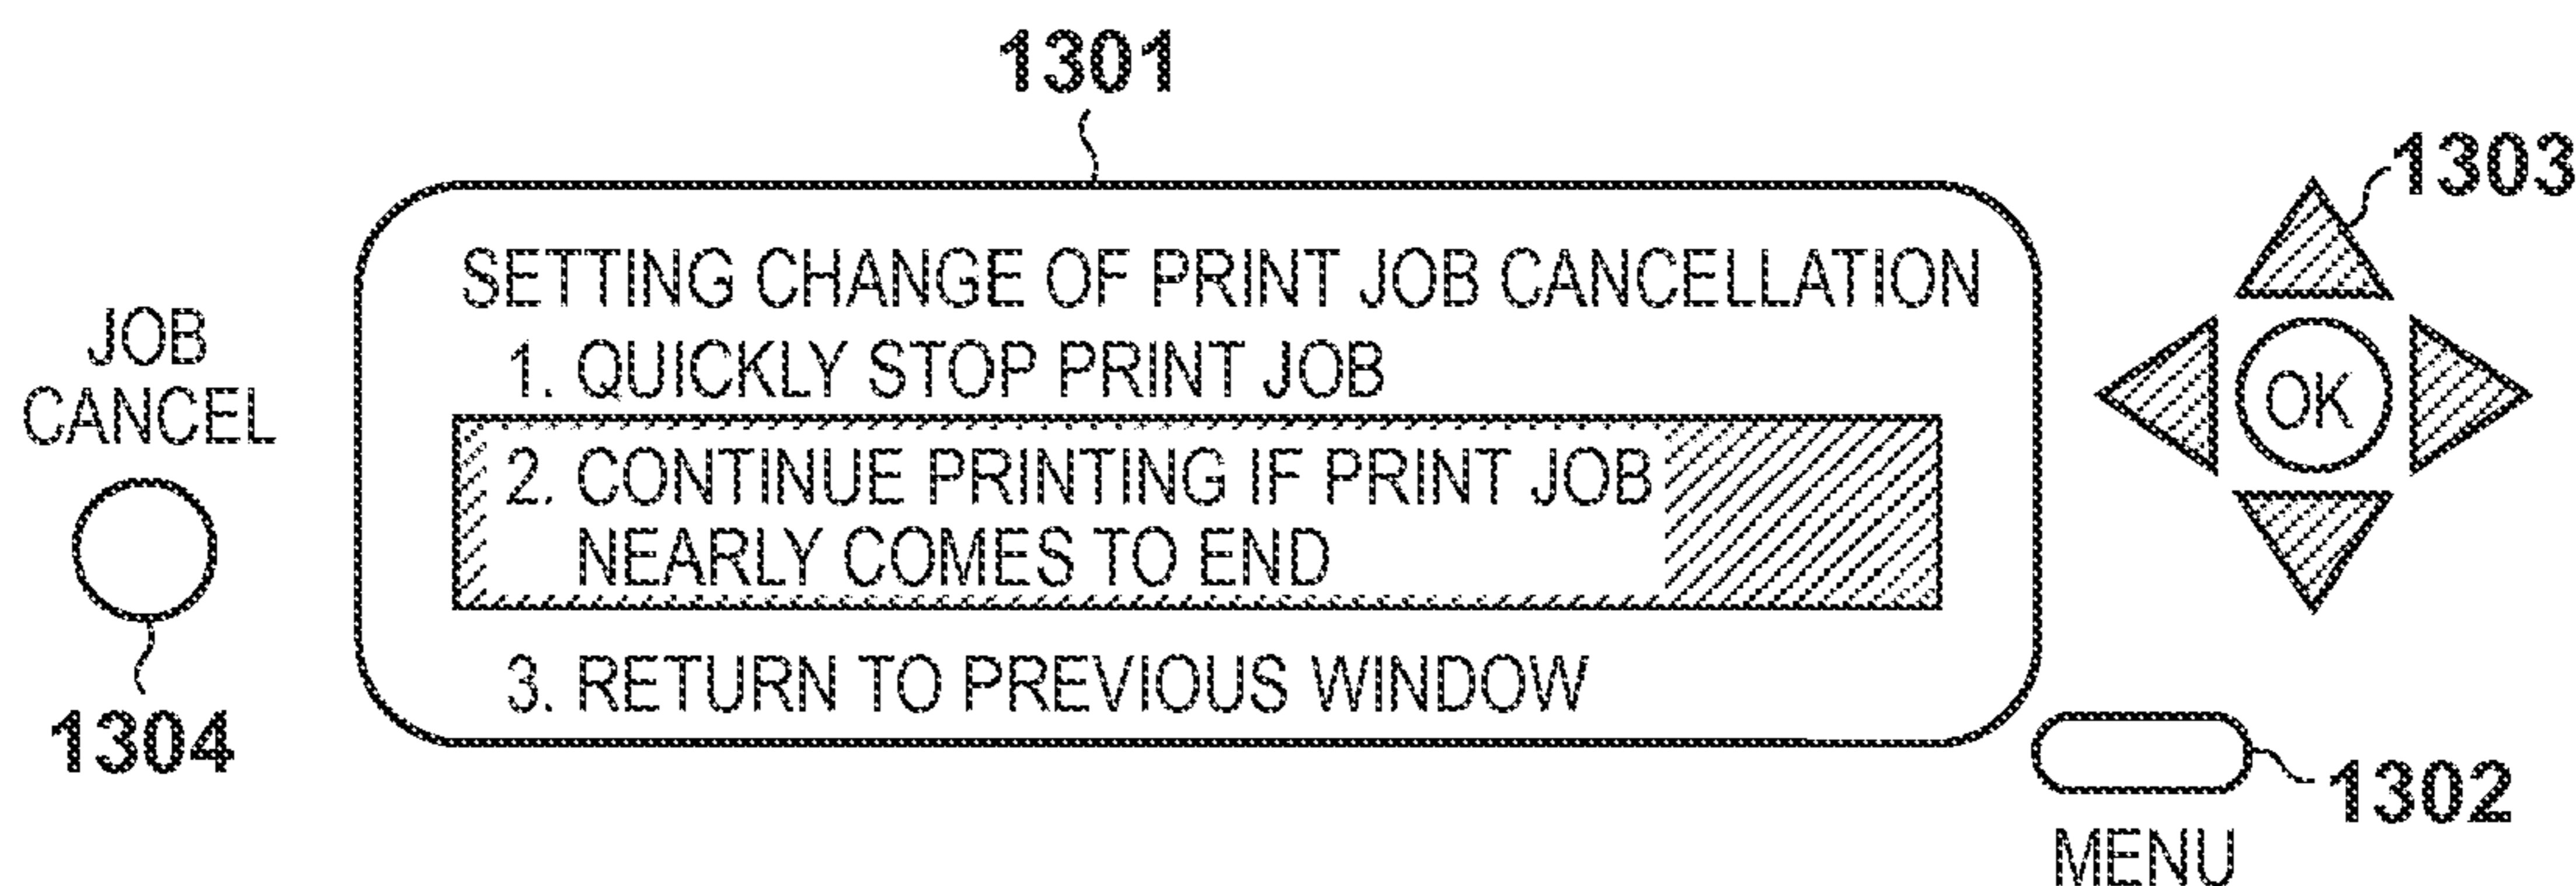 1301
1303
SETTING CHANGE OF PRINT JOB CANCELLATION
JOB
CANCEL
1. QUICKLY STOP PRINT JOB
OK
2. CONTINUE PRINTING IF PRINT JOB
NEARLY COMES TO END
3. RETURN TO PREVIOUS WINDOW
1304
1302
MENU